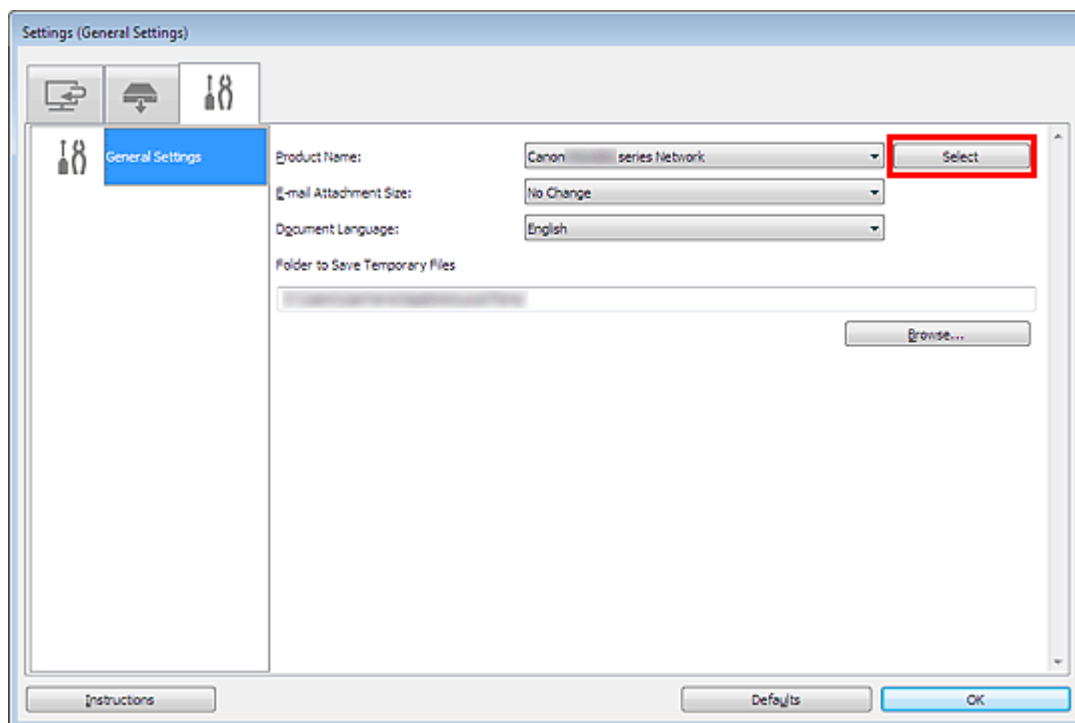 Settings (General Settings)
General Settings
Product Name:
Canon series Network
Select
E-mail Attachment Size:
No Change
Document Language:
English
Folder to Save Temporary Files
Browse...
Instructions
Defaults
OK